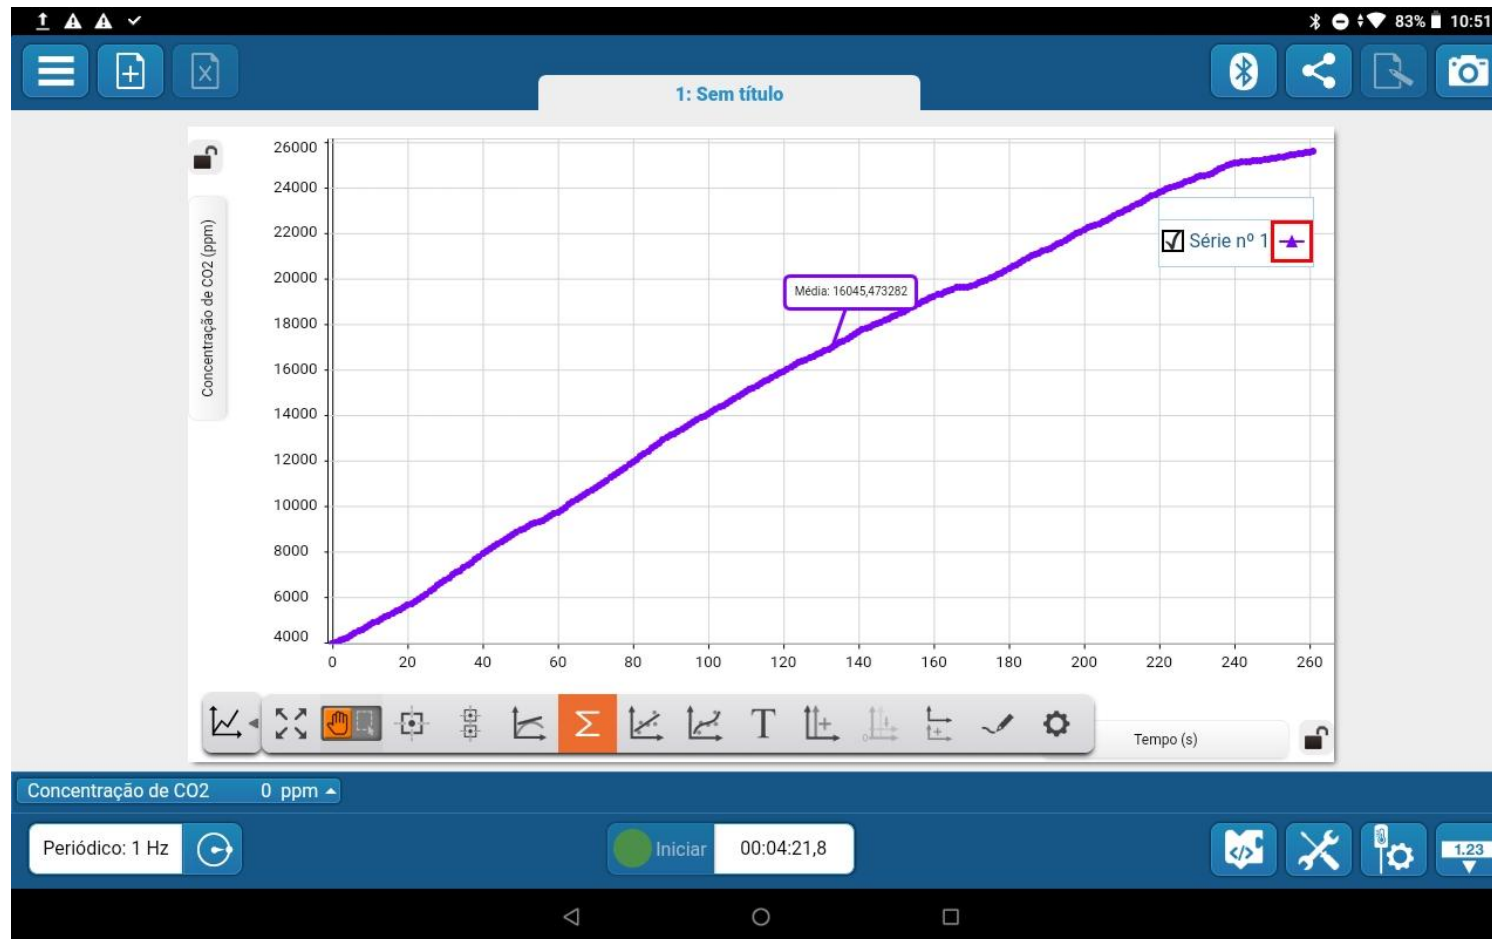 83% 10:51
1: Sem título
26000
24000
22000
20000
18000
16000
14000
12000
10000
8000
6000
4000
Concentração de CO2 (ppm)
Série nº 1
Média: 16045,473282
0 20 40 60 80 100 120 140 160 180 200 220 240 260
Σ T
Tempo (s)
Concentração de CO2 0 ppm
Periódico: 1 Hz
Iniciar 00:04:21,8
</> 1.23